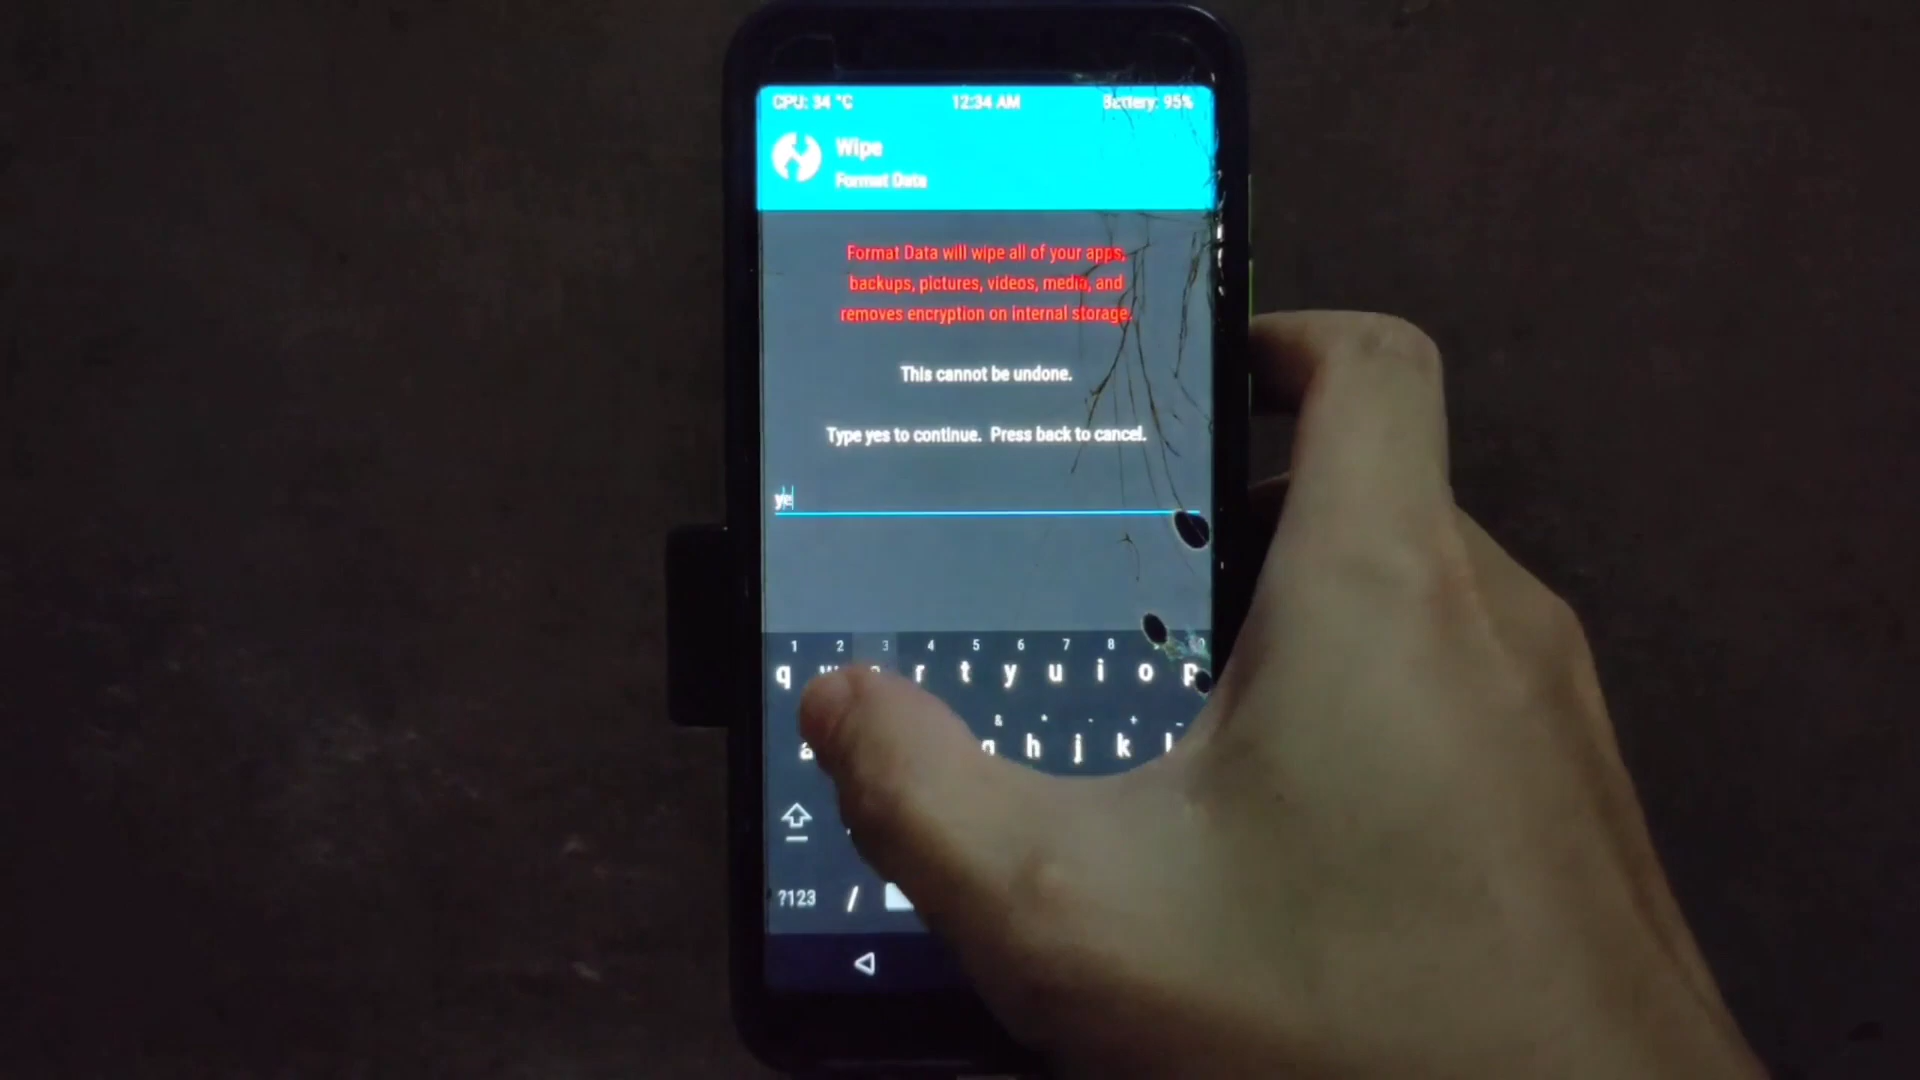 CPU: 34 °C 12:34 AM Battery: 95%
Wipe
Format Data
Format Data will wipe all of your apps,
backups, pictures, videos, media, and
removes encryption on internal storage.
This cannot be undone.
Type yes to continue. Press back to cancel.
ye
1 2 3 4 5 6 7 8 0
q w e r t y u i o p
& * - + _
a g h j k l
?123 /